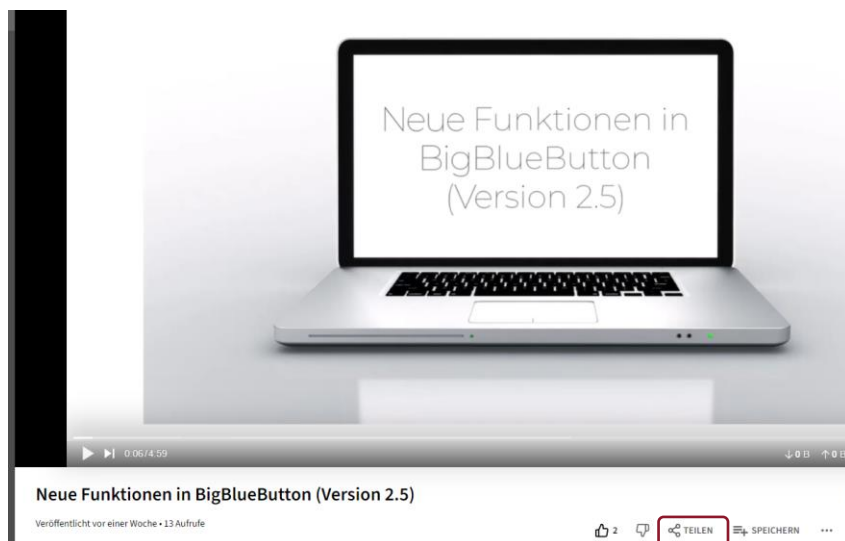 Neue Funktionen in
BigBlueButton
(Version 2.5)
0:06/4:59
↓0 B ↑0 B
Neue Funktionen in BigBlueButton (Version 2.5)
Veröffentlicht vor einer Woche • 13 Aufrufe
2 TEILEN SPEICHERN ...